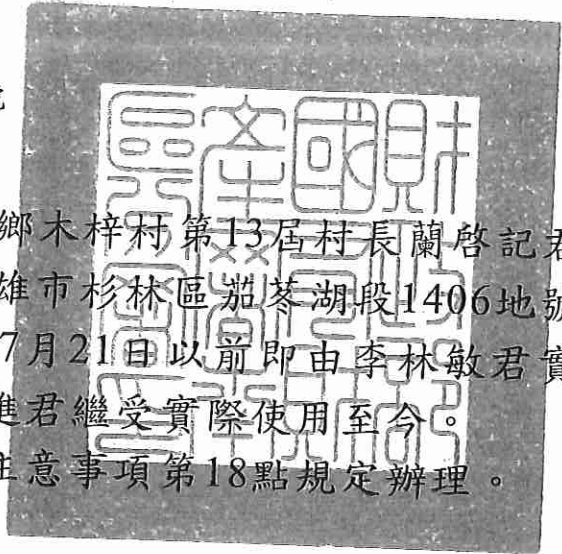 鄉木梓村第13屆村長蘭啓記君
雄市杉林區茄苳湖段1406地號
7月21日以前即由李林敏君實
進君繼受實際使用至今。
注意事項第18點規定辦理。